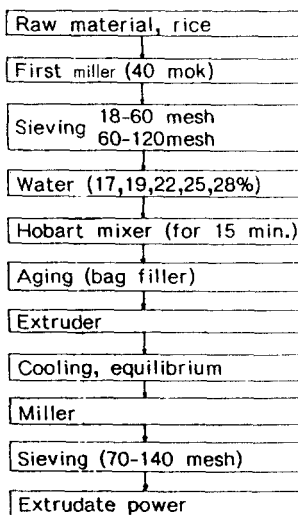 Raw material, rice
First miller (40 mok)
Sieving 18-60 mesh
60-120mesh
Water (17,19,22,25,28%)
Hobart mixer (for 15 min.)
Aging (bag filler)
Extruder
Cooling, equilibrium
Miller
Sieving (70-140 mesh)
Extrudate power